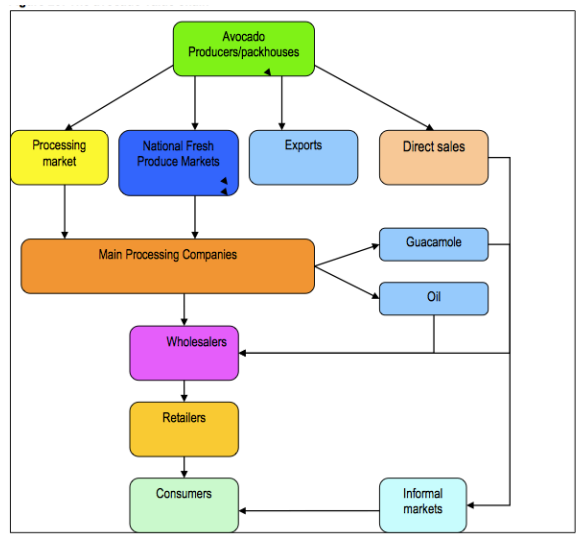 Avocado
Producers/packhouses
Processing
market
National Fresh
Produce Markets
Exports
Direct sales
Main Processing Companies
Guacamole
Oil
Wholesalers
Retailers
Consumers
Informal
markets